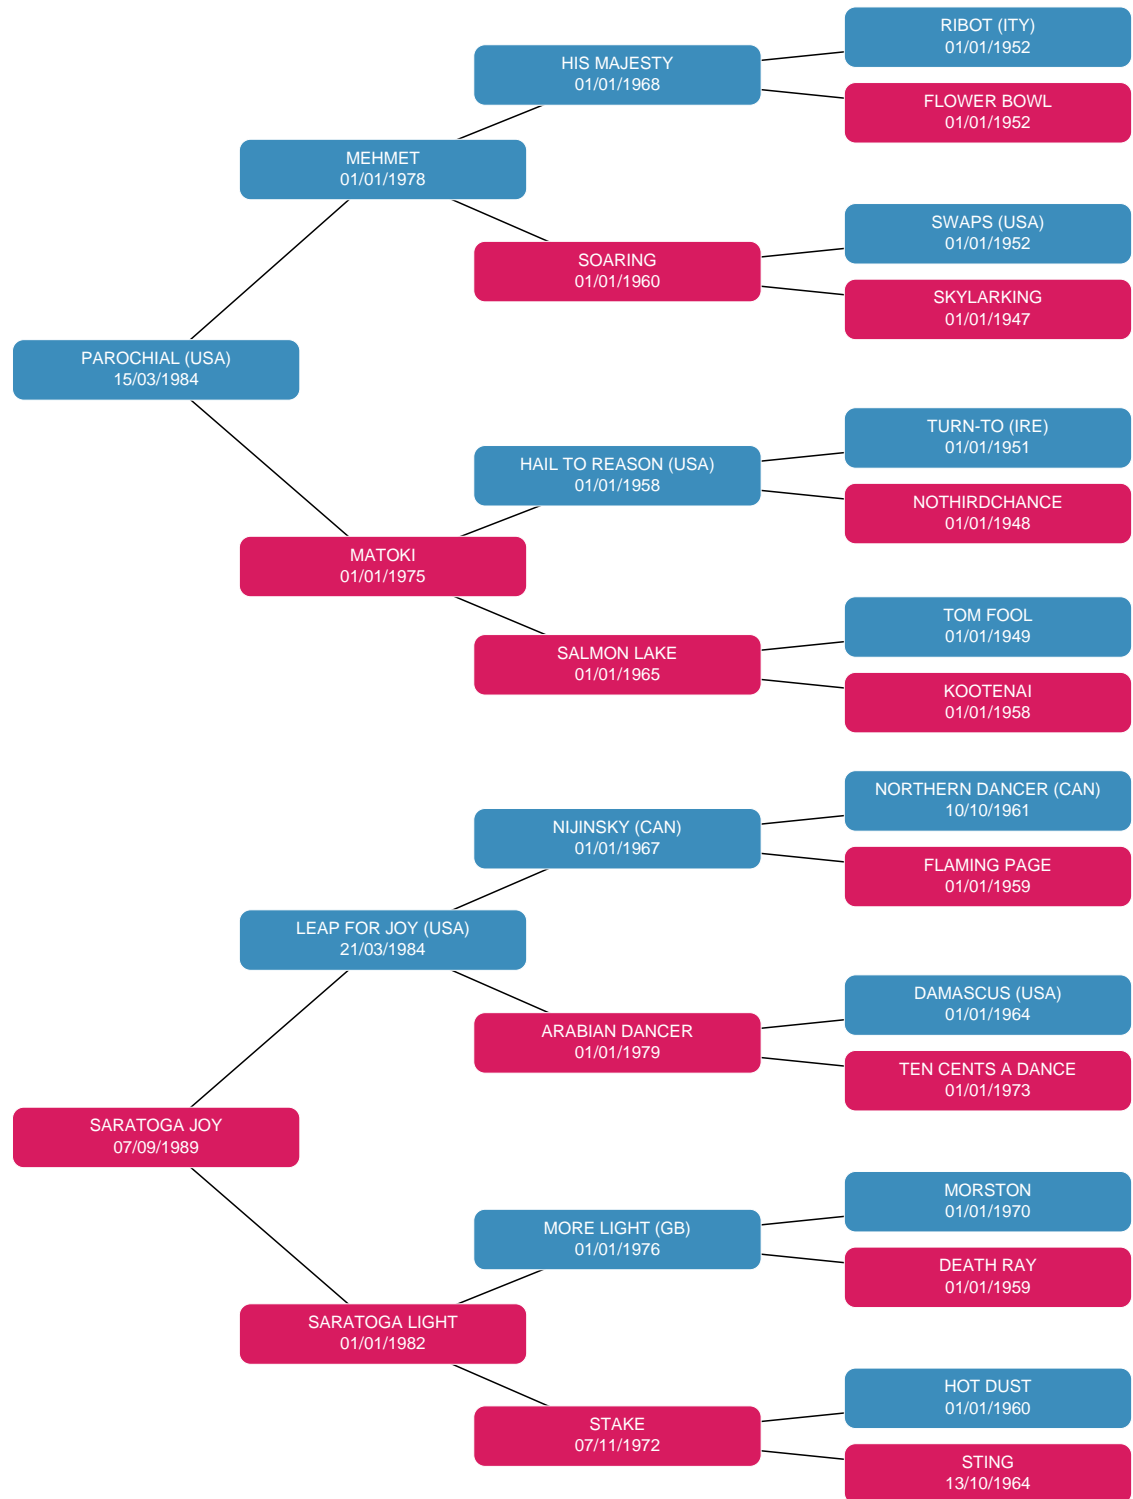 RIBOT (ITY)
01/01/1952
HIS MAJESTY
01/01/1968
FLOWER BOWL
01/01/1952
MEHMET
01/01/1978
SWAPS (USA)
01/01/1952
SOARING
01/01/1960
SKYLARKING
01/01/1947
PAROCHIAL (USA)
15/03/1984
TURN-TO (IRE)
01/01/1951
HAIL TO REASON (USA)
01/01/1958
NOTHIRDCHANCE
01/01/1948
MATOKI
01/01/1975
TOM FOOL
01/01/1949
SALMON LAKE
01/01/1965
KOOTENAI
01/01/1958
NORTHERN DANCER (CAN)
10/10/1961
NIJINSKY (CAN)
01/01/1967
FLAMING PAGE
01/01/1959
LEAP FOR JOY (USA)
21/03/1984
DAMASCUS (USA)
01/01/1964
ARABIAN DANCER
01/01/1979
TEN CENTS A DANCE
01/01/1973
SARATOGA JOY
07/09/1989
MORSTON
01/01/1970
MORE LIGHT (GB)
01/01/1976
DEATH RAY
01/01/1959
SARATOGA LIGHT
01/01/1982
HOT DUST
01/01/1960
STAKE
07/11/1972
STING
13/10/1964